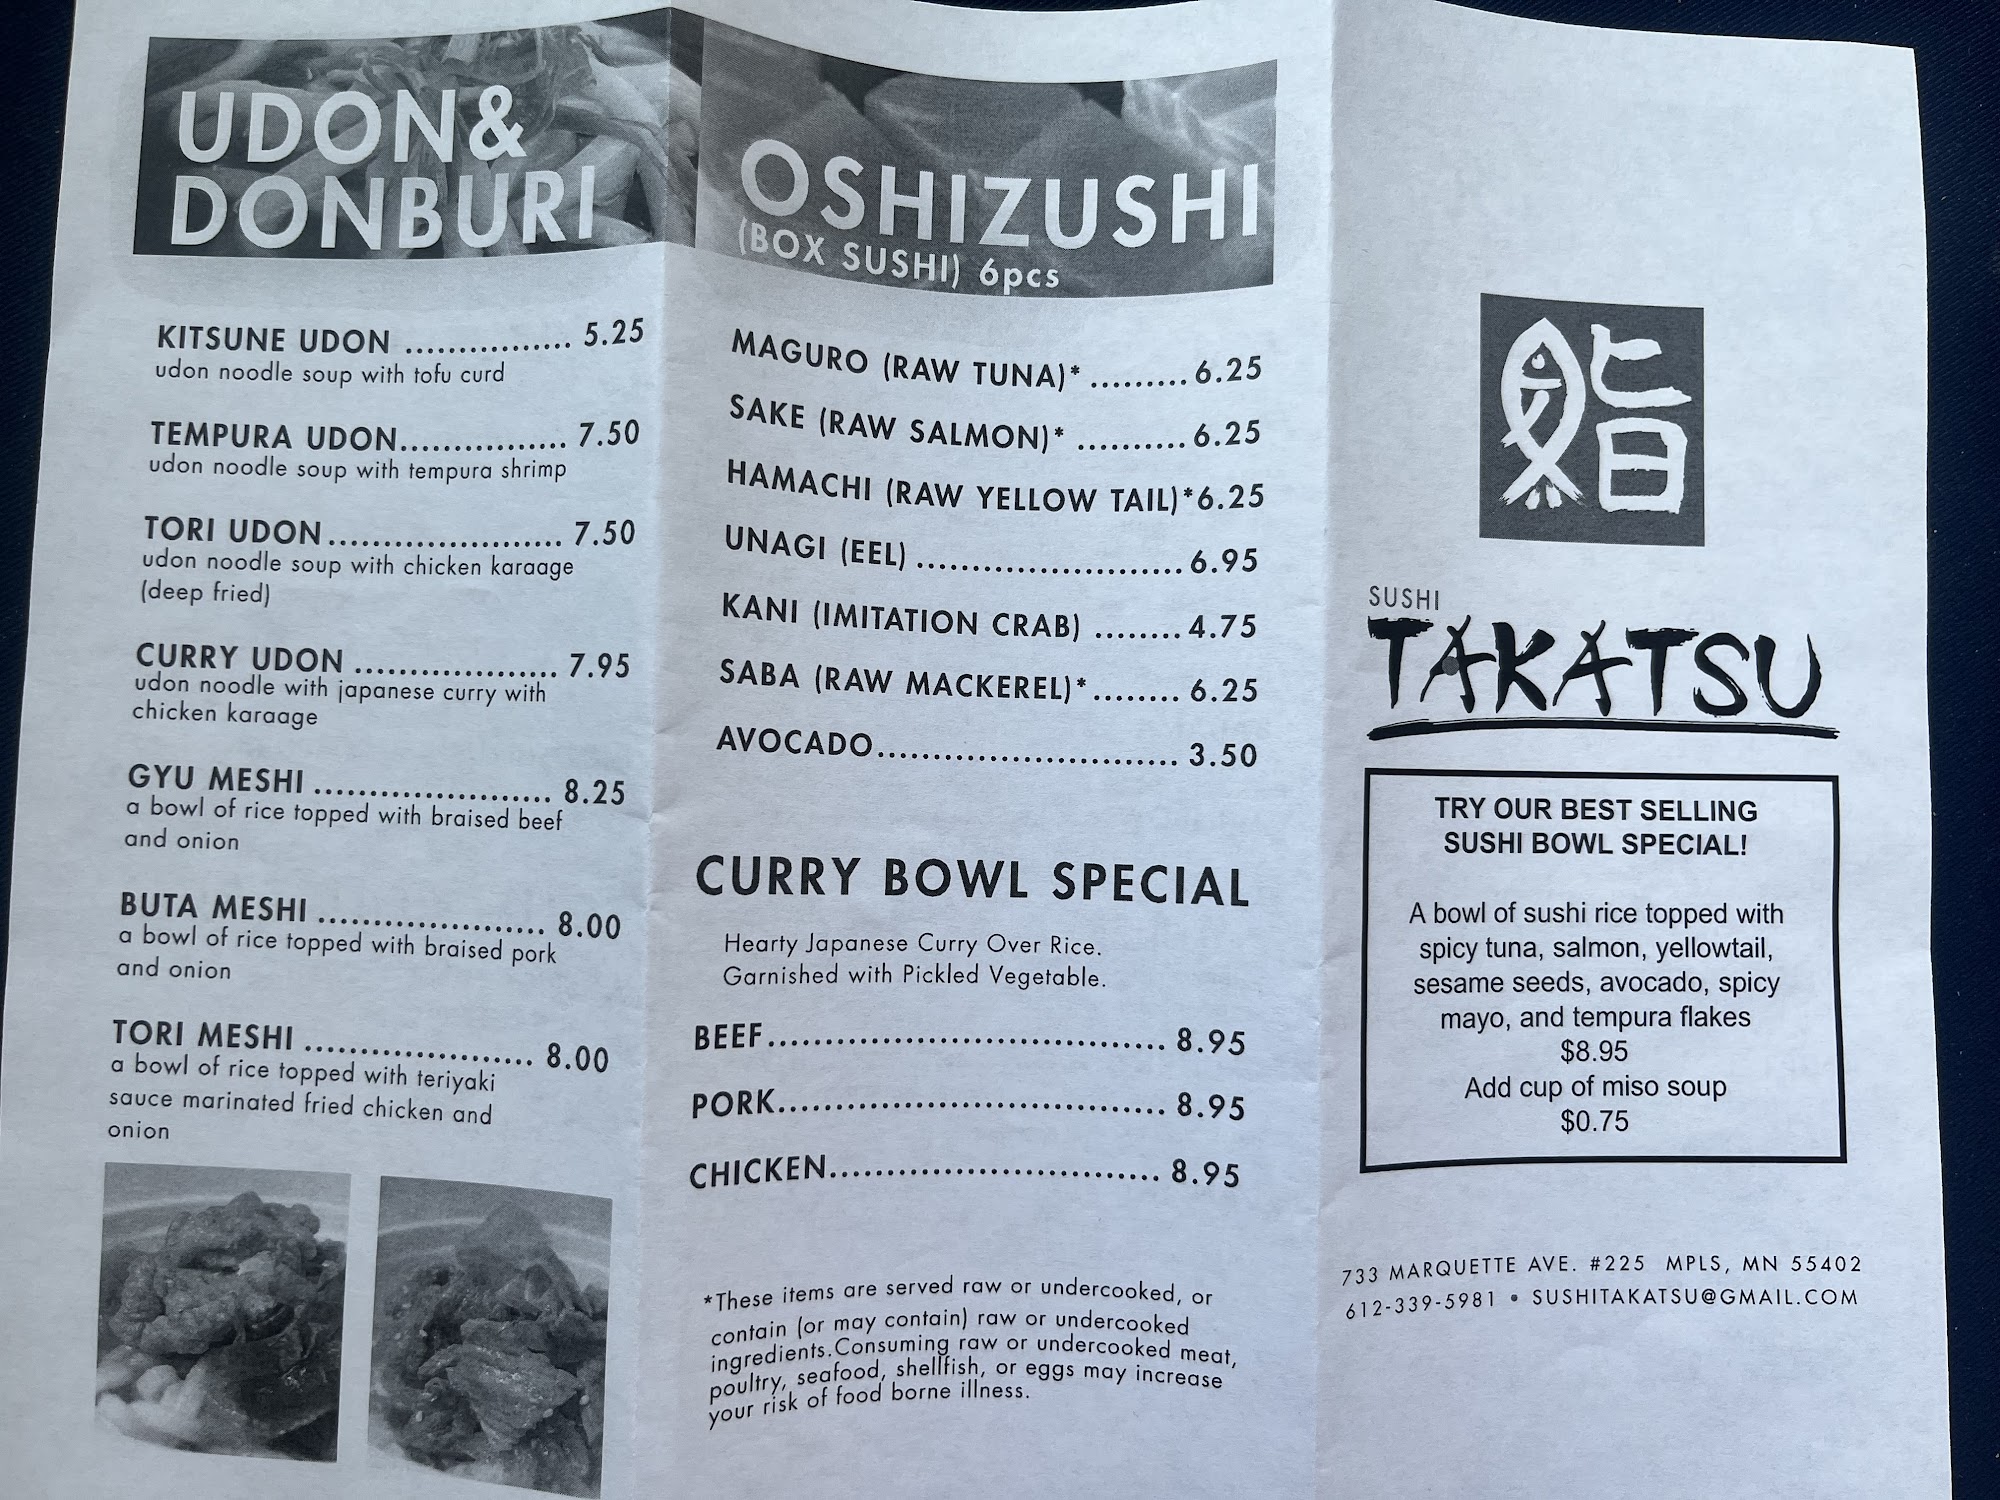 UDON&
DONBURI
KITSUNE UDON ................ 5.25
udon noodle soup with tofu curd
TEMPURA UDON................ 7.50
udon noodle soup with tempura shrimp
TORI UDON....................... 7.50
udon noodle soup with chicken karaage
(deep fried)
CURRY UDON ................... 7.95
udon noodle with japanese curry with
chicken karaage
GYU MESHI ....................... 8.25
a bowl of rice topped with braised beef
and onion
BUTA MESHI ...................... 8.00
a bowl of rice topped with braised pork
and onion
TORI MESHI ...................... 8.00
a bowl of rice topped with teriyaki
sauce marinated fried chicken and
onion
OSHIZUSHI
(BOX SUSHI) 6pcs
MAGURO (RAW TUNA)* ......... 6.25
SAKE (RAW SALMON)* .......... 6.25
HAMACHI (RAW YELLOW TAIL)*6.25
UNAGI (EEL) ........................ 6.95
KANI (IMITATION CRAB) ........ 4.75
SABA (RAW MACKEREL)*........ 6.25
AVOCADO........................... 3.50
CURRY BOWL SPECIAL
Hearty Japanese Curry Over Rice.
Garnished with Pickled Vegetable.
BEEF.................................... 8.95
PORK................................... 8.95
CHICKEN.............................. 8.95
*These items are served raw or undercooked, or
contain (or may contain) raw or undercooked
ingredients.Consuming raw or undercooked meat,
poultry, seafood, shellfish, or eggs may increase
your risk of food borne illness.
鮨
SUSHI
TAKATSU
TRY OUR BEST SELLING
SUSHI BOWL SPECIAL!
A bowl of sushi rice topped with
spicy tuna, salmon, yellowtail,
sesame seeds, avocado, spicy
mayo, and tempura flakes
$8.95
Add cup of miso soup
$0.75
733 MARQUETTE AVE. #225 MPLS, MN 55402
612-339-5981 • SUSHITAKATSU@GMAIL.COM